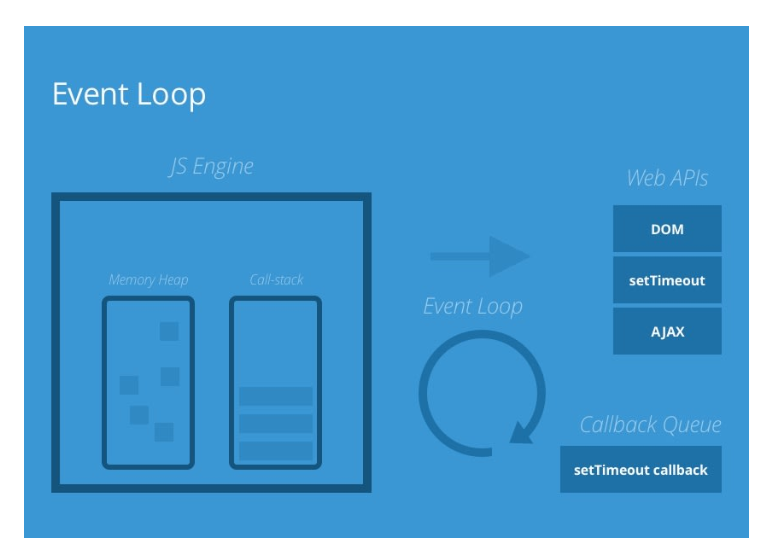 Event Loop
JS Engine
Memory Heap
Call-stack
Event Loop
Web APIs
DOM
setTimeout
AJAX
Callback Queue
setTimeout callback